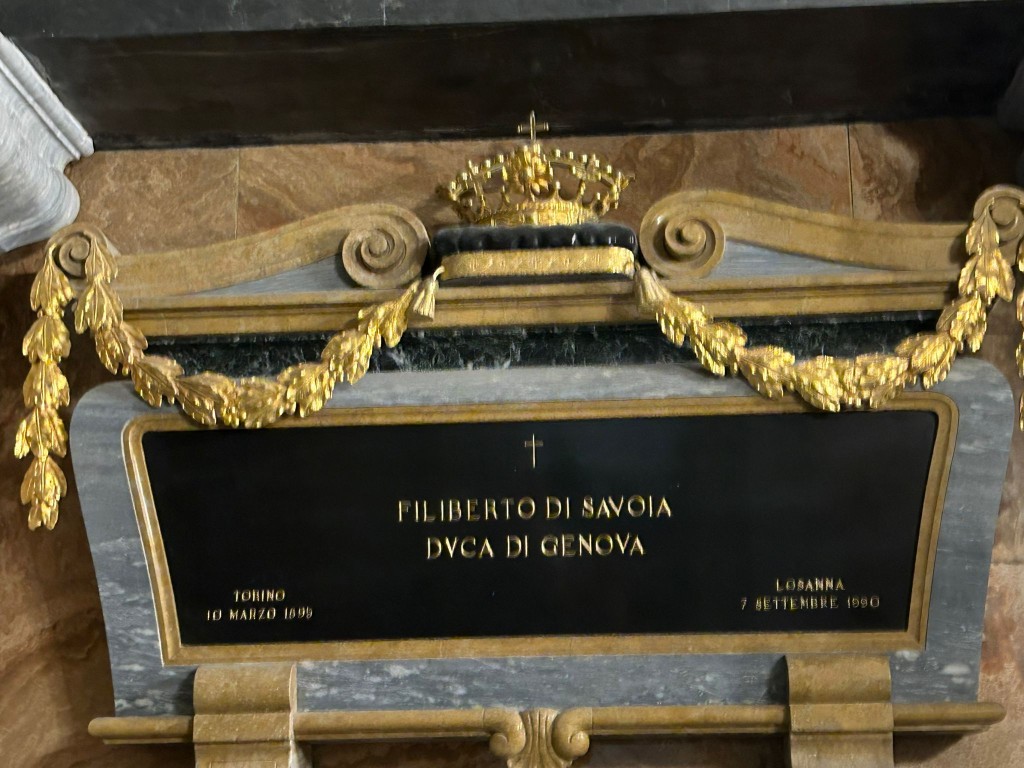 FILIBERTO DI SAVOIA
DVCA DI GENOVA
TORINO
10 MARZO 1895
LOSANNA
7 SETTEMBRE 1990